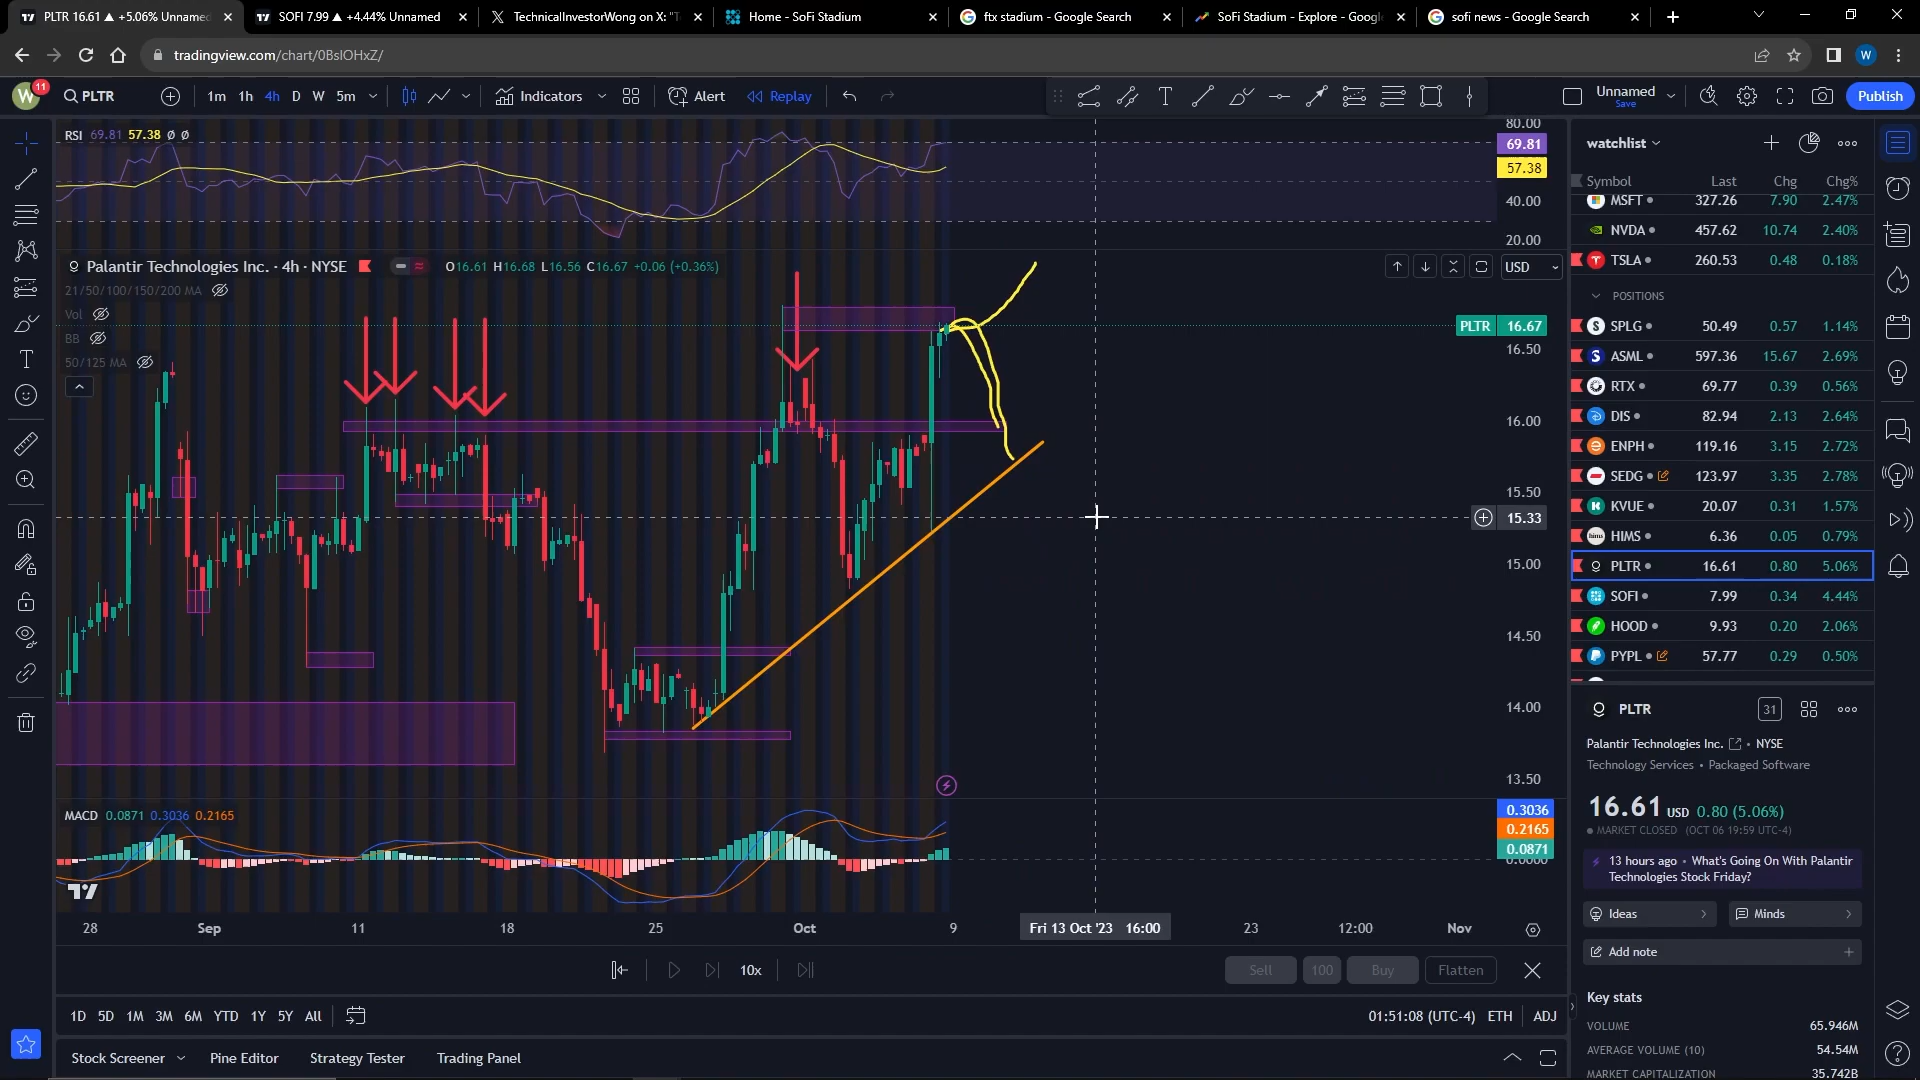 PLTR 16.61 ▲ +5.06% Unnamed
SOFI 7.99 ▲ +4.44% Unnamed
TechnicalInvestorWong on X: "T
Home - SoFi Stadium
ftx stadium - Google Search
SoFi Stadium - Explore - Google
sofi news - Google Search
tradingview.com/chart/0BslOHxZ/
W
W 11 PLTR 1m 1h 4h D W 5m Indicators Alert Replay Unnamed Save Publish
RSI 69.81 57.38 ø ø
80.00
69.81
57.38
40.00
20.00
Palantir Technologies Inc. · 4h · NYSE O16.61 H16.68 L16.56 C16.67 +0.06 (+0.36%) USD
21/50/100/150/200 MA
Vol
BB
50/125 MA
PLTR 16.67
16.50
16.00
15.50
15.33
15.00
14.50
14.00
13.50
MACD 0.0871 0.3036 0.2165
0.3036
0.2165
0.0871
0.0000
28 Sep 11 18 25 Oct 9 Fri 13 Oct '23 16:00 23 12:00 Nov
10x Sell 100 Buy Flatten
1D 5D 1M 3M 6M YTD 1Y 5Y All 01:51:08 (UTC-4) ETH ADJ
Stock Screener Pine Editor Strategy Tester Trading Panel
watchlist
Symbol Last Chg Chg%
MSFT 327.26 7.90 2.47%
NVDA 457.62 10.74 2.40%
TSLA 260.53 0.48 0.18%
POSITIONS
SPLG 50.49 0.57 1.14%
ASML 597.36 15.67 2.69%
RTX 69.77 0.39 0.56%
DIS 82.94 2.13 2.64%
ENPH 119.16 3.15 2.72%
SEDG 123.97 3.35 2.78%
KVUE 20.07 0.31 1.57%
hims HIMS 6.36 0.05 0.79%
PLTR 16.61 0.80 5.06%
SOFI 7.99 0.34 4.44%
HOOD 9.93 0.20 2.06%
PYPL 57.77 0.29 0.50%
PLTR 31
Palantir Technologies Inc. • NYSE
Technology Services • Packaged Software
16.61 USD 0.80 (5.06%)
MARKET CLOSED (OCT 06 19:59 UTC-4)
13 hours ago • What's Going On With Palantir
Technologies Stock Friday?
Ideas Minds
Add note
Key stats
VOLUME 65.946M
AVERAGE VOLUME (10) 54.54M
MARKET CAPITALIZATION 35.742B